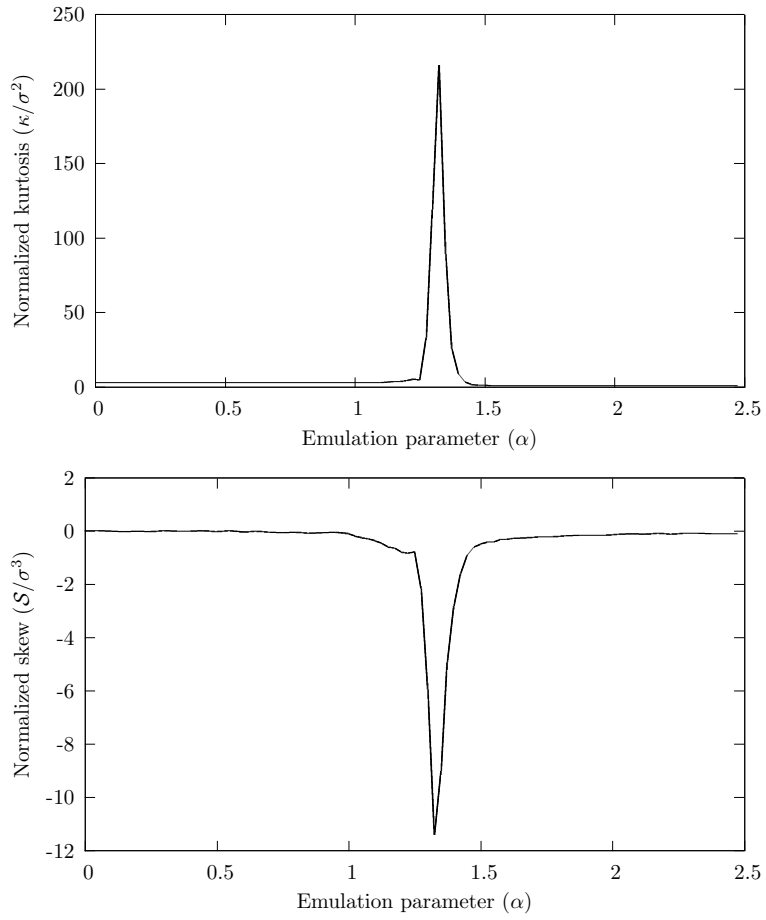 250
200
150
100
50
0
Normalized kurtosis (κ/σ²)
0 0.5 1 1.5 2 2.5
Emulation parameter (α)
2
0
-2
-4
-6
-8
-10
-12
Normalized skew (𝒮/σ³)
0 0.5 1 1.5 2 2.5
Emulation parameter (α)